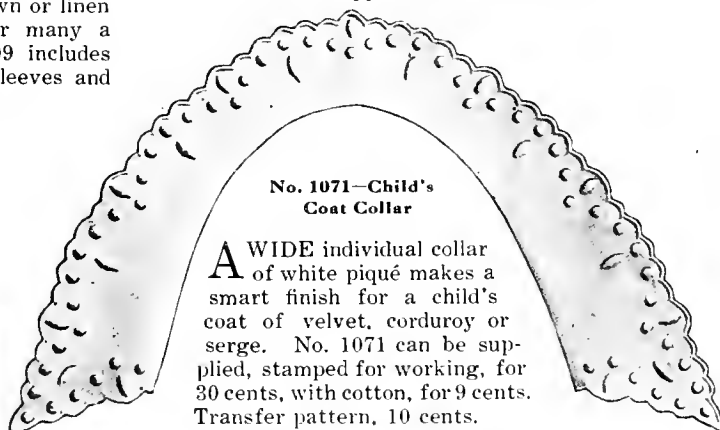 wn or linen
r many a
99 includes
leeves and
No. 1071—Child's
Coat Collar
A WIDE individual collar
of white piqué makes a
smart finish for a child's
coat of velvet, corduroy or
serge. No. 1071 can be sup-
plied, stamped for working, for
30 cents, with cotton, for 9 cents.
Transfer pattern, 10 cents.